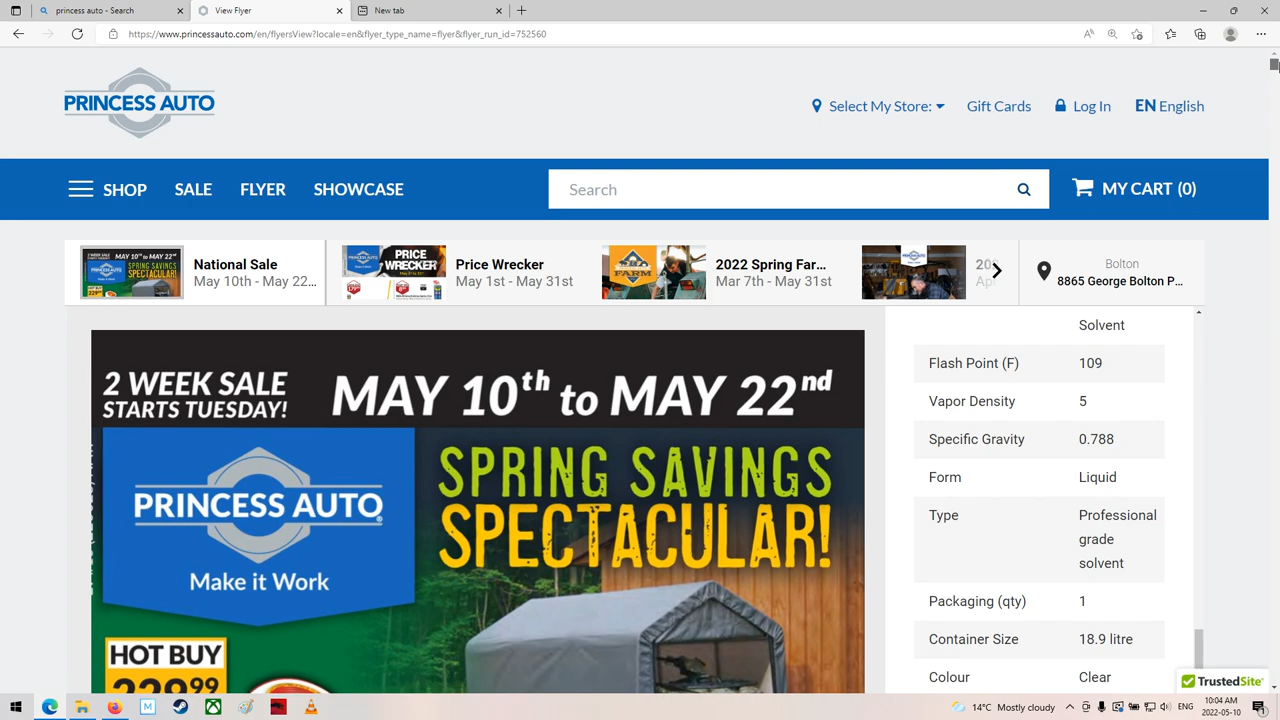 princess auto - Search
View Flyer
New tab
https://www.princessauto.com/en/flyersView?locale=en&flyer_type_name=flyer&flyer_run_id=752560
PRINCESS AUTO
Select My Store:
Gift Cards
Log In
EN English
SHOP
SALE
FLYER
SHOWCASE
Search
MY CART (0)
National Sale
May 10th - May 22...
PRICE WRECKER
Price Wrecker
May 1st - May 31st
FARM
2022 Spring Far...
Mar 7th - May 31st
Bolton
8865 George Bolton P...
2 WEEK SALE
STARTS TUESDAY!
MAY 10th to MAY 22nd
PRINCESS AUTO®
Make it Work
SPRING SAVINGS
SPECTACULAR!
HOT BUY
229.99
Solvent
Flash Point (F) 109
Vapor Density 5
Specific Gravity 0.788
Form Liquid
Type Professional
grade
solvent
Packaging (qty) 1
Container Size 18.9 litre
Colour Clear
TrustedSite
14°C Mostly cloudy
ENG
10:04 AM
2022-05-10